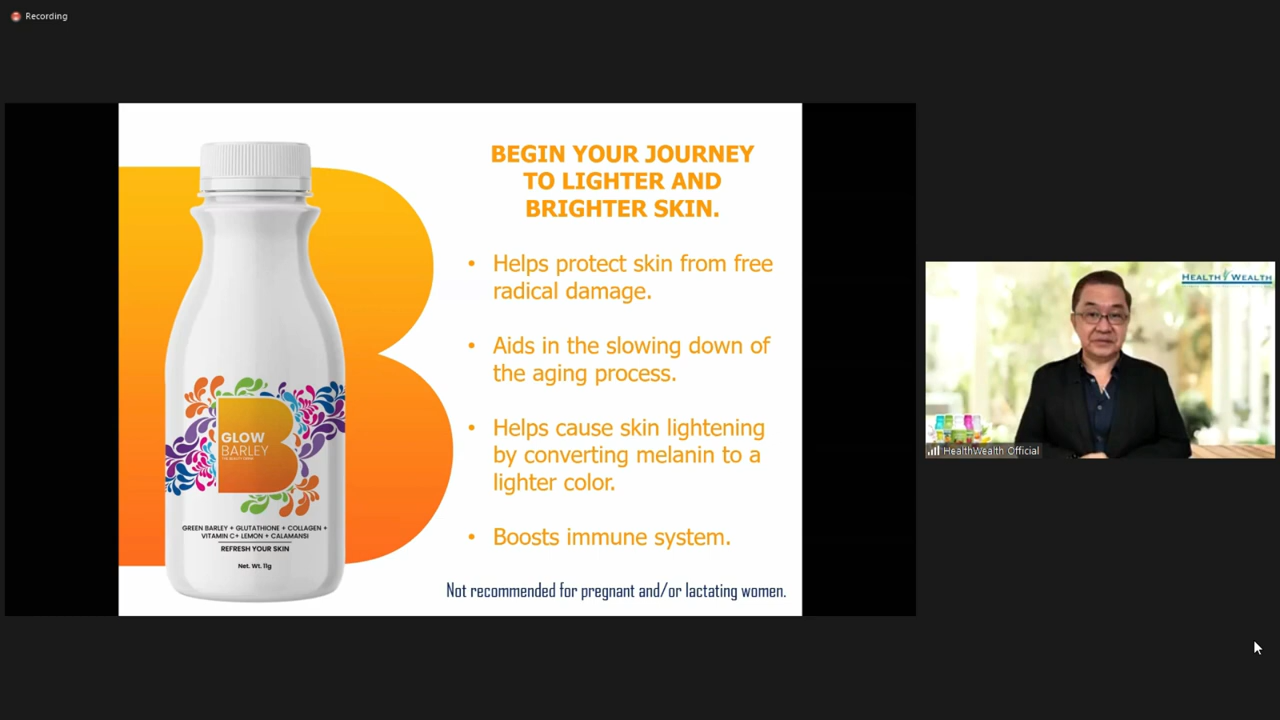 Recording
BEGIN YOUR JOURNEY
TO LIGHTER AND
BRIGHTER SKIN.
• Helps protect skin from free
radical damage.
• Aids in the slowing down of
the aging process.
• Helps cause skin lightening
by converting melanin to a
lighter color.
• Boosts immune system.
Not recommended for pregnant and/or lactating women.
GLOW
BARLEY
GREEN BARLEY + GLUTATHIONE + COLLAGEN +
VITAMIN C+ LEMON + CALAMANSI
REFRESH YOUR SKIN
Net. Wt. 11g
HEALTH WEALTH
HealthWealth Official